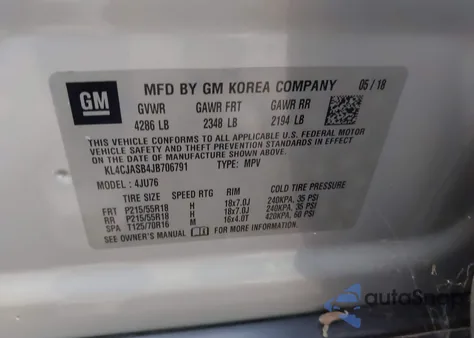 GM
MFD BY GM KOREA COMPANY 05/18
GVWR GAWR FRT GAWR RR
4286 LB 2348 LB 2194 LB
THIS VEHICLE CONFORMS TO ALL APPLICABLE U.S. FEDERAL MOTOR
VEHICLE SAFETY AND THEFT PREVENTION STANDARDS IN EFFECT ON
THE DATE OF MANUFACTURE SHOWN ABOVE.
KL4CJASB4JB706791 TYPE: MPV
MODEL : 4JU76
TIRE SIZE SPEED RTG RIM COLD TIRE PRESSURE
FRT P215/55R18 H 18x7.0J 240KPA, 35 PSI
RR P215/55R18 H 18x7.0J 240KPA, 35 PSI
SPA T125/70R16 M 16x4.0T 420KPA, 60 PSI
SEE OWNER'S MANUAL FOR MORE INFORMATION
autoSnap